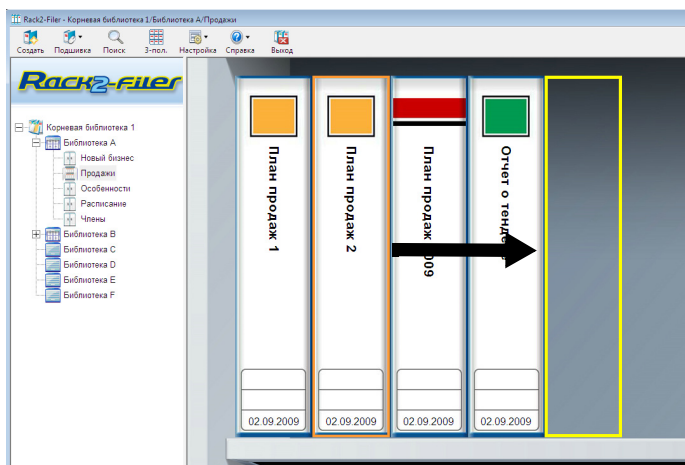 Rack2-Filer - Корневая библиотека 1/Библиотека A/Продажи
Создать Подшивка Поиск 3-пол. Настройка Справка Выход
Rack2-Filer
Корневая библиотека 1
Библиотека A
Новый бизнес
Продажи
Особенности
Расписание
Члены
Библиотека B
Библиотека C
Библиотека D
Библиотека E
Библиотека F
План продаж 1
02.09.2009
План продаж 2
02.09.2009
План продаж 009
02.09.2009
Отчет о
02.09.2009